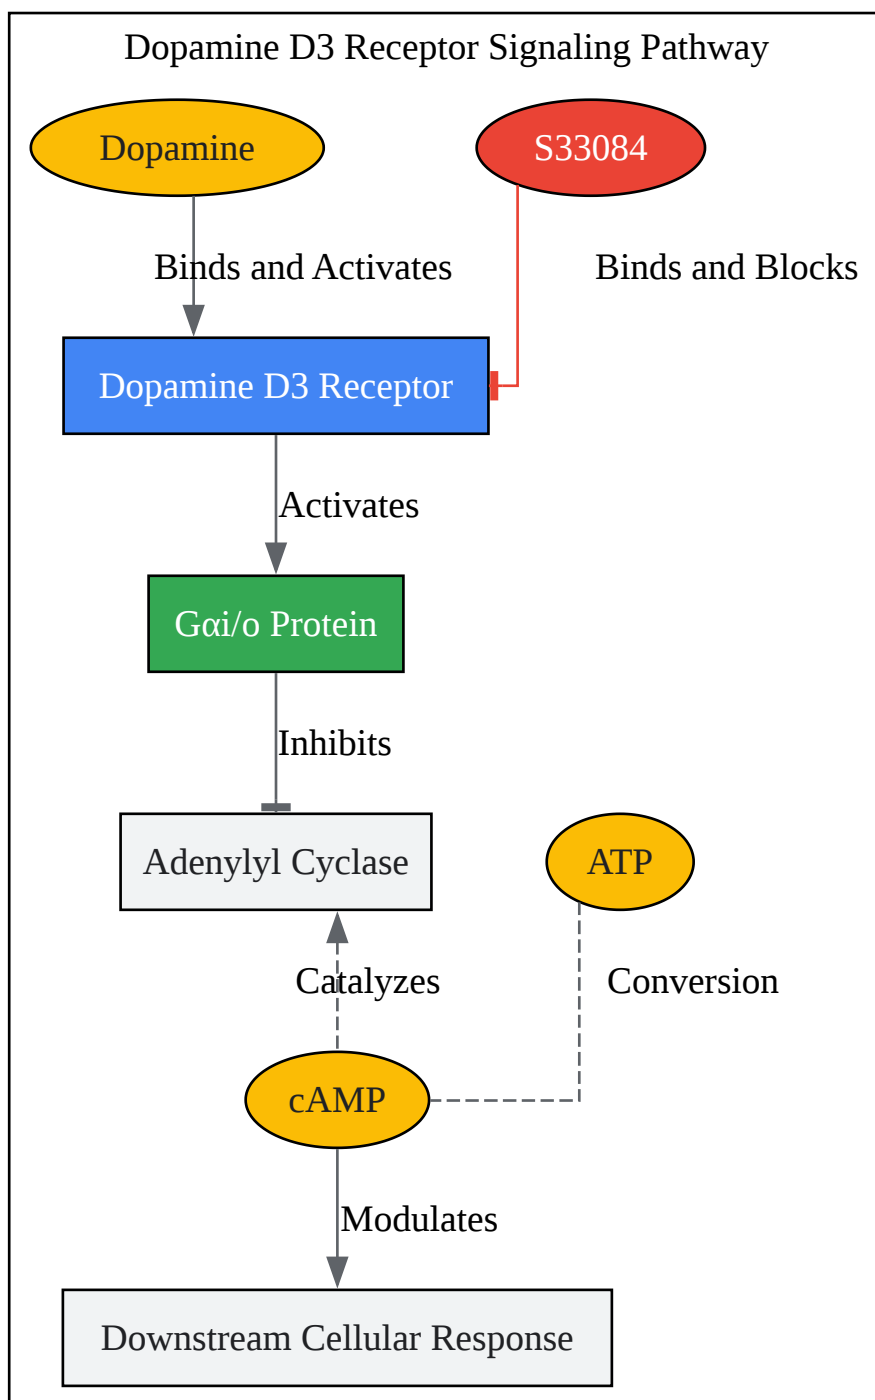 Dopamine D3 Receptor Signaling Pathway
Dopamine
S33084
Binds and Activates
Binds and Blocks
Dopamine D3 Receptor
Activates
Gαi/o Protein
Inhibits
Adenylyl Cyclase
ATP
Catalyzes
Conversion
cAMP
Modulates
Downstream Cellular Response